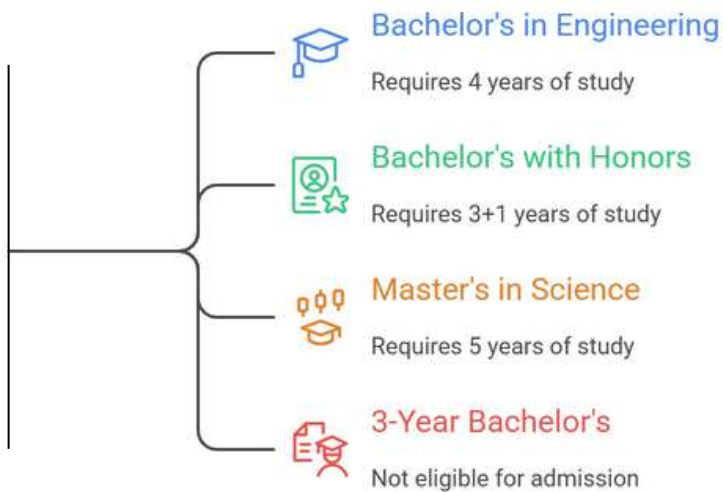 Bachelor's in Engineering
Requires 4 years of study
Bachelor's with Honors
Requires 3+1 years of study
Master's in Science
Requires 5 years of study
3-Year Bachelor's
Not eligible for admission